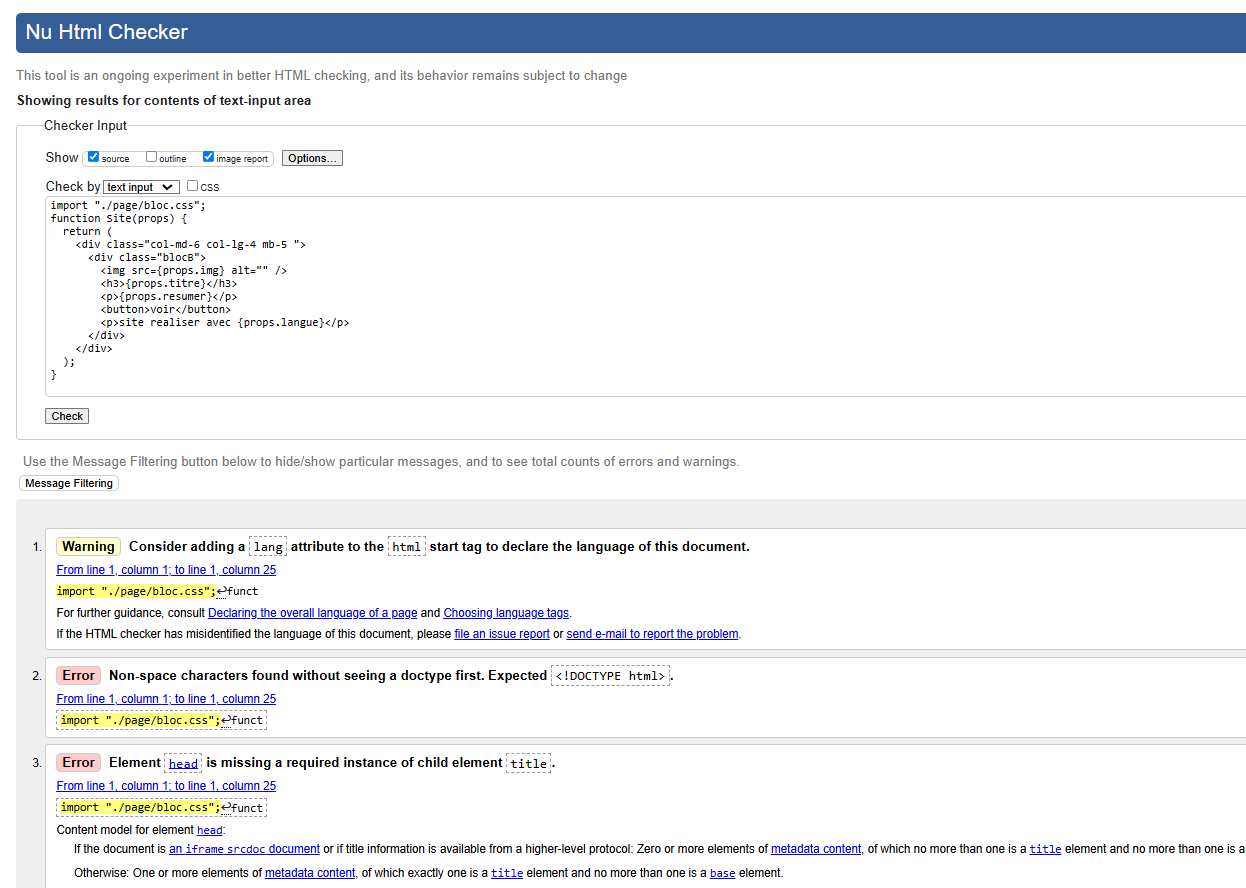 Nu Html Checker
This tool is an ongoing experiment in better HTML checking, and its behavior remains subject to change
Showing results for contents of text-input area
Checker Input
Show source outline image report Options...
Check by text input css
import "./page/bloc.css";
function Site(props) {
  return (
    <div class="col-md-6 col-lg-4 mb-5 ">
      <div class="blocB">
        <img src={props.img} alt="" />
        <h3>{props.titre}</h3>
        <p>{props.resumer}</p>
        <button>voir</button>
        <p>site realiser avec {props.langue}</p>
      </div>
    </div>
  );
}
Check
Use the Message Filtering button below to hide/show particular messages, and to see total counts of errors and warnings.
Message Filtering
1. Warning Consider adding a lang attribute to the html start tag to declare the language of this document.
From line 1, column 1; to line 1, column 25
import "./page/bloc.css";↩funct
For further guidance, consult Declaring the overall language of a page and Choosing language tags.
If the HTML checker has misidentified the language of this document, please file an issue report or send e-mail to report the problem.
2. Error Non-space characters found without seeing a doctype first. Expected <!DOCTYPE html>.
From line 1, column 1; to line 1, column 25
import "./page/bloc.css";↩funct
3. Error Element head is missing a required instance of child element title.
From line 1, column 1; to line 1, column 25
import "./page/bloc.css";↩funct
Content model for element head:
If the document is an iframe srcdoc document or if title information is available from a higher-level protocol: Zero or more elements of metadata content, of which no more than one is a title element and no more than one is a
Otherwise: One or more elements of metadata content, of which exactly one is a title element and no more than one is a base element.